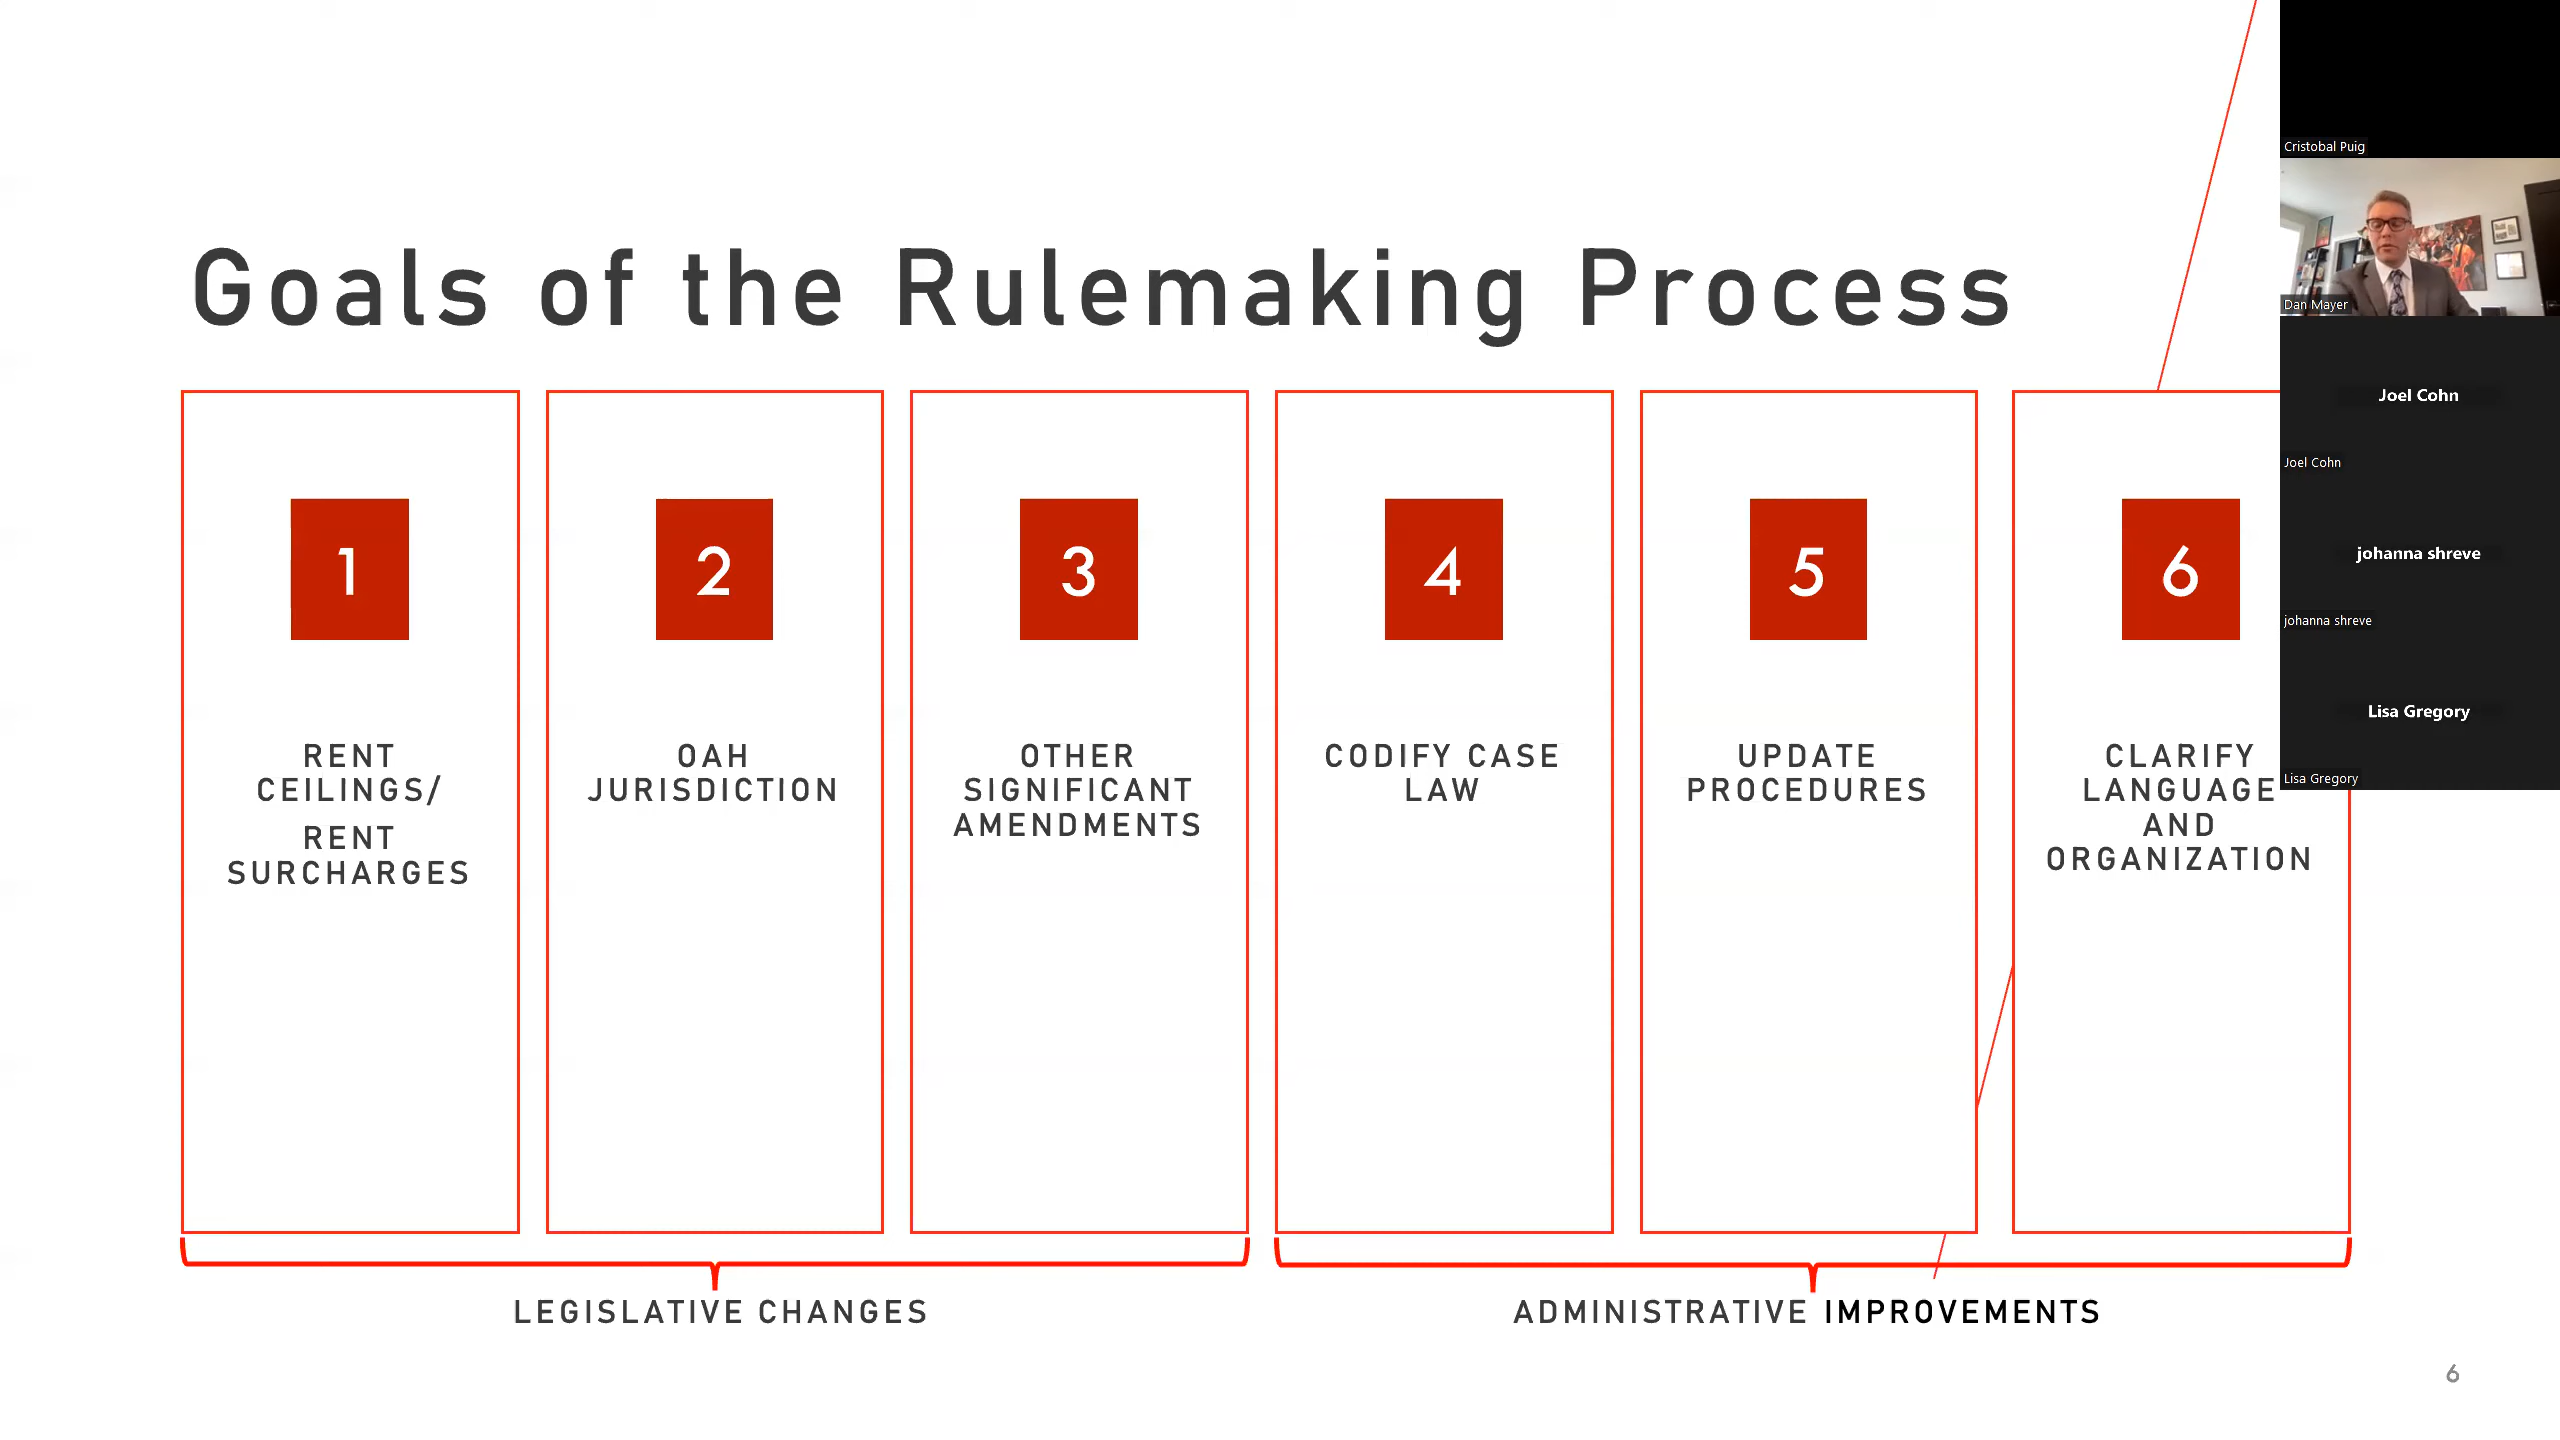 Goals of the Rulemaking Process
1
RENT
CEILINGS/
RENT
SURCHARGES
2
OAH
JURISDICTION
3
OTHER
SIGNIFICANT
AMENDMENTS
4
CODIFY CASE
LAW
5
UPDATE
PROCEDURES
6
CLARIFY
LANGUAGE
AND
ORGANIZATION
LEGISLATIVE CHANGES
ADMINISTRATIVE IMPROVEMENTS
6
Cristobal Puig
Dan Mayer
Joel Cohn
Joel Cohn
johanna shreve
johanna shreve
Lisa Gregory
Lisa Gregory